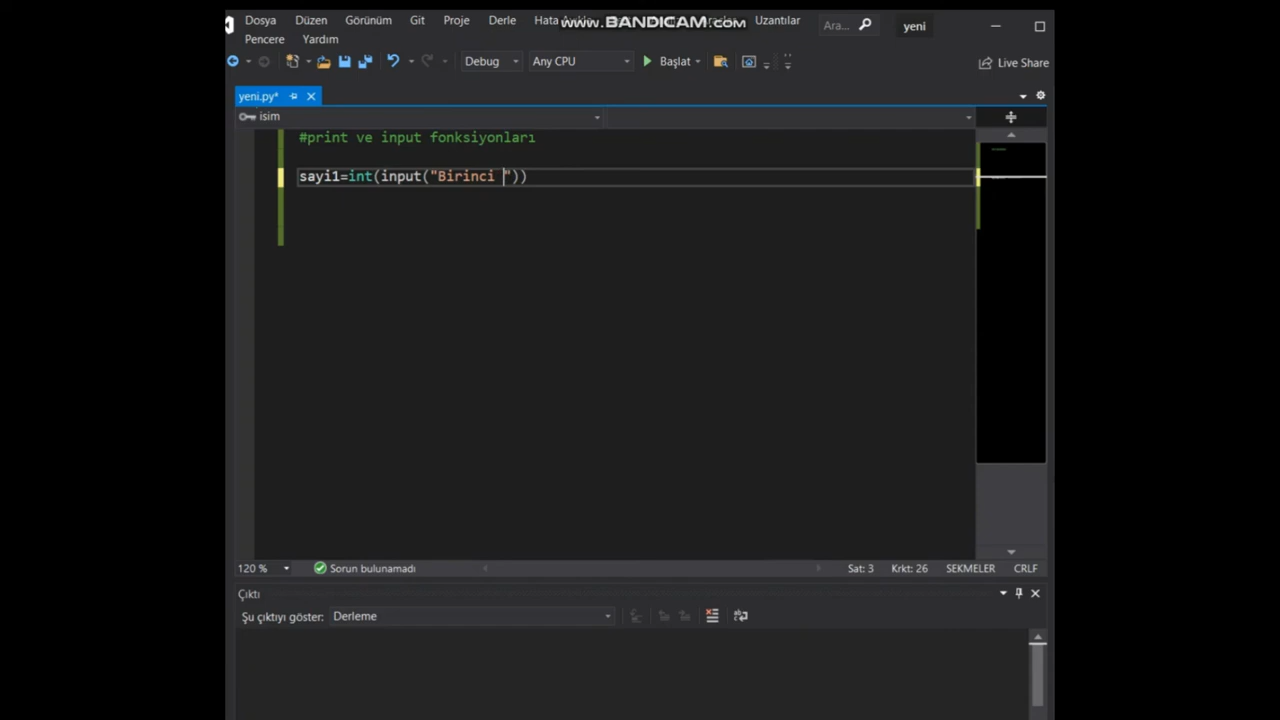 Dosya Düzen Görünüm Git Proje Derle Hata www.BANDICAM.com Uzantılar Ara... yeni
Pencere Yardım
Debug Any CPU Başlat Live Share
yeni.py*
isim
#print ve input fonksiyonları
sayi1=int(input("Birinci "))
120 % Sorun bulunamadı Sat: 3 Krkt: 26 SEKMELER CRLF
Çıktı
Şu çıktıyı göster: Derleme